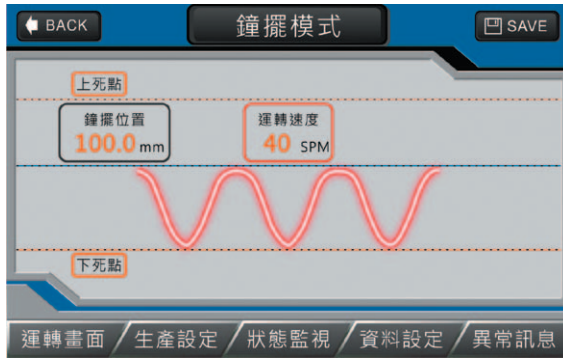 BACK
鐘擺模式
SAVE
上死點
鐘擺位置
100.0 mm
運轉速度
40 SPM
下死點
運轉畫面
生產設定
狀態監視
資料設定
異常訊息